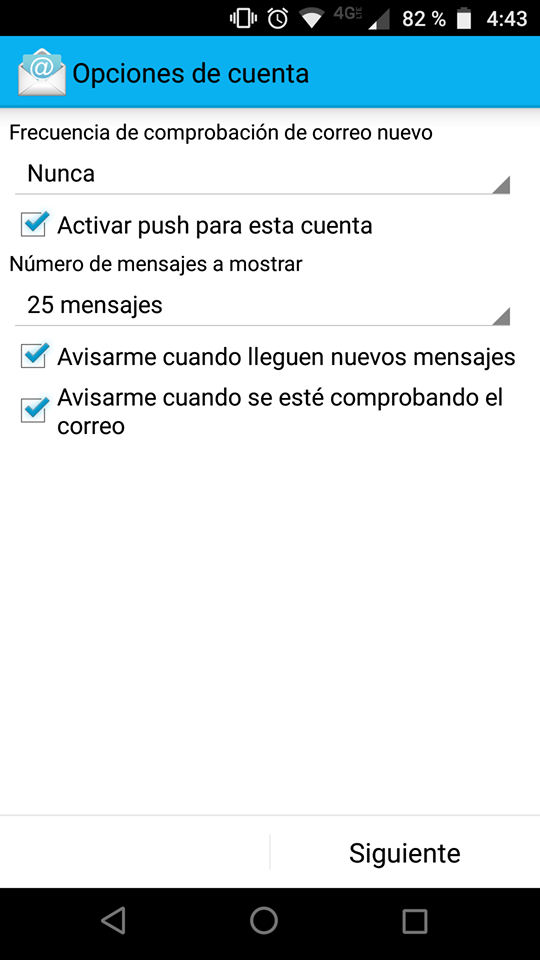 4G LTE 82 % 4:43
Opciones de cuenta
Frecuencia de comprobación de correo nuevo
Nunca
Activar push para esta cuenta
Número de mensajes a mostrar
25 mensajes
Avisarme cuando lleguen nuevos mensajes
Avisarme cuando se esté comprobando el
correo
Siguiente